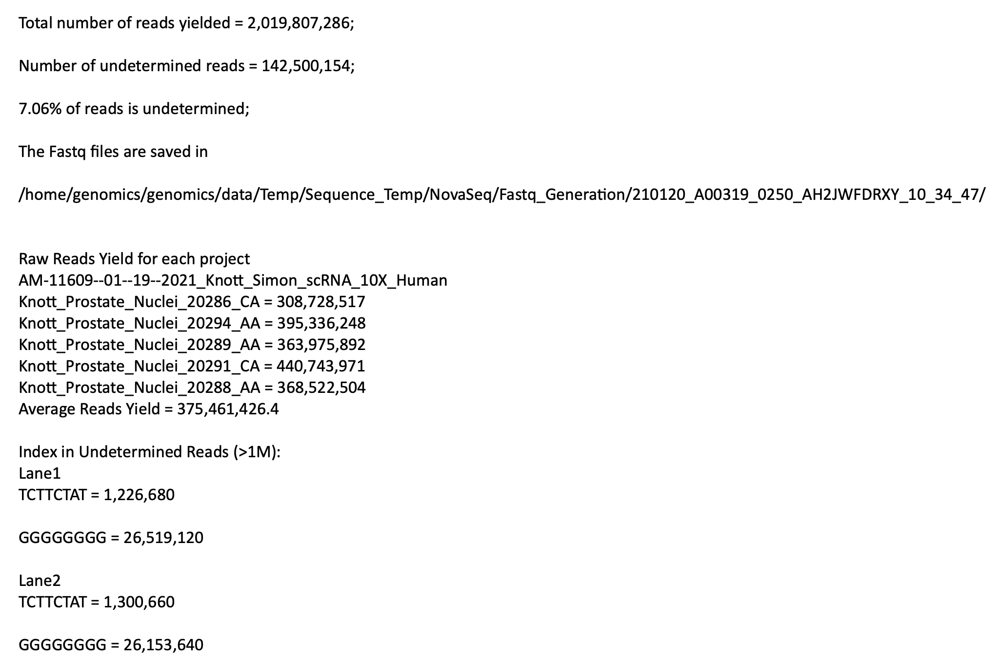 Total number of reads yielded = 2,019,807,286;
Number of undetermined reads = 142,500,154;
7.06% of reads is undetermined;
The Fastq files are saved in
/home/genomics/genomics/data/Temp/Sequence_Temp/NovaSeq/Fastq_Generation/210120_A00319_0250_AH2JWFDRXY_10_34_47/
Raw Reads Yield for each project
AM-11609--01--19--2021_Knott_Simon_scRNA_10X_Human
Knott_Prostate_Nuclei_20286_CA = 308,728,517
Knott_Prostate_Nuclei_20294_AA = 395,336,248
Knott_Prostate_Nuclei_20289_AA = 363,975,892
Knott_Prostate_Nuclei_20291_CA = 440,743,971
Knott_Prostate_Nuclei_20288_AA = 368,522,504
Average Reads Yield = 375,461,426.4
Index in Undetermined Reads (>1M):
Lane1
TCTTCTAT = 1,226,680
GGGGGGGG = 26,519,120
Lane2
TCTTCTAT = 1,300,660
GGGGGGGG = 26,153,640